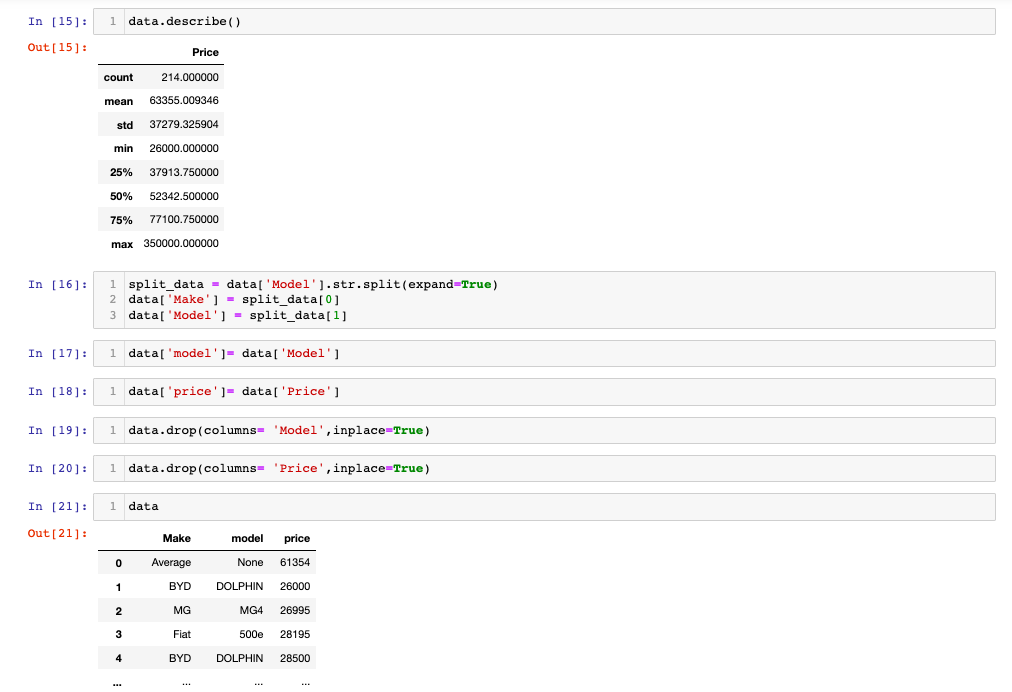 In [15]: 1 data.describe()
Out[15]:
Price
count 214.000000
mean 63355.009346
std 37279.325904
min 26000.000000
25% 37913.750000
50% 52342.500000
75% 77100.750000
max 350000.000000
In [16]: 1 split_data = data['Model'].str.split(expand=True)
2 data['Make'] = split_data[0]
3 data['Model'] = split_data[1]
In [17]: 1 data['model']= data['Model']
In [18]: 1 data['price']= data['Price']
In [19]: 1 data.drop(columns= 'Model',inplace=True)
In [20]: 1 data.drop(columns= 'Price',inplace=True)
In [21]: 1 data
Out[21]:
Make model price
0 Average None 61354
1 BYD DOLPHIN 26000
2 MG MG4 26995
3 Fiat 500e 28195
4 BYD DOLPHIN 28500
... ... ... ...